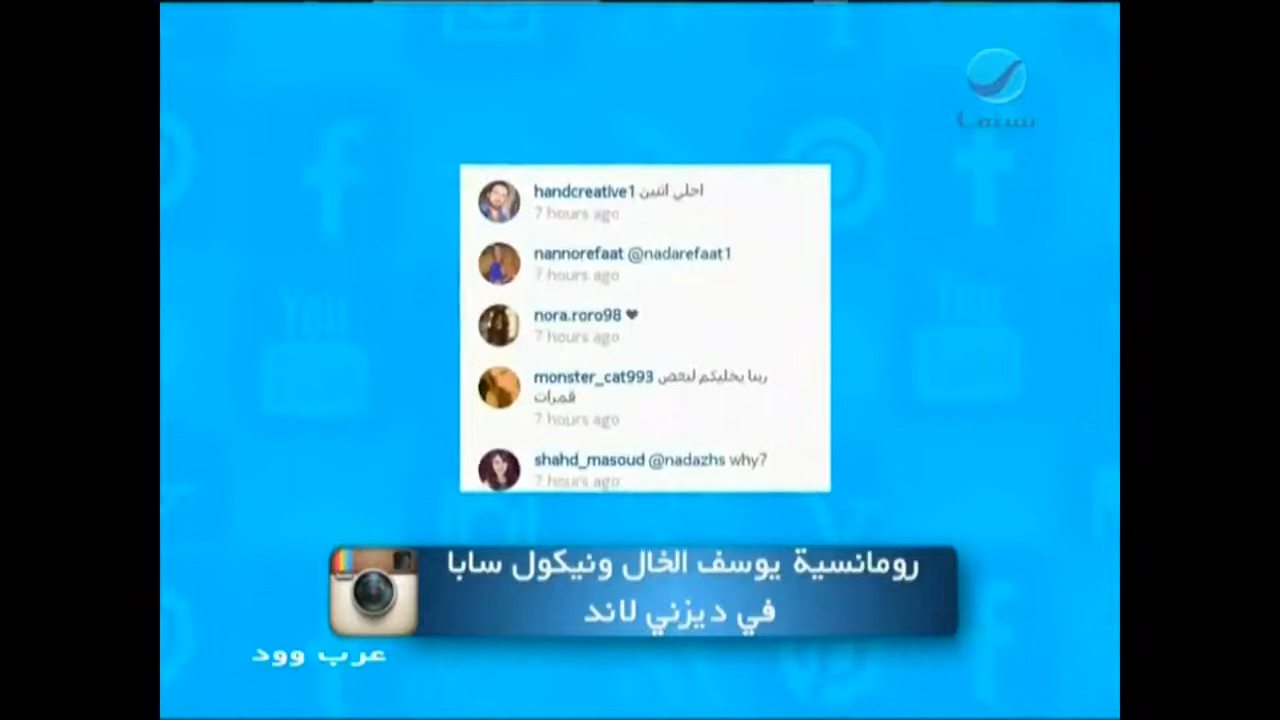 سينما
handcreative1 احلي اتنين
7 hours ago
nannorefaat @nadarefaat1
7 hours ago
nora.roro98 ♥
7 hours ago
monster_cat993 ربنا يخليكم لبعض
قمرات
7 hours ago
shahd_masoud @nadazhs why?
7 hours ago
رومانسية يوسف الخال ونيكول سابا
في ديزني لاند
عرب وود
You
You